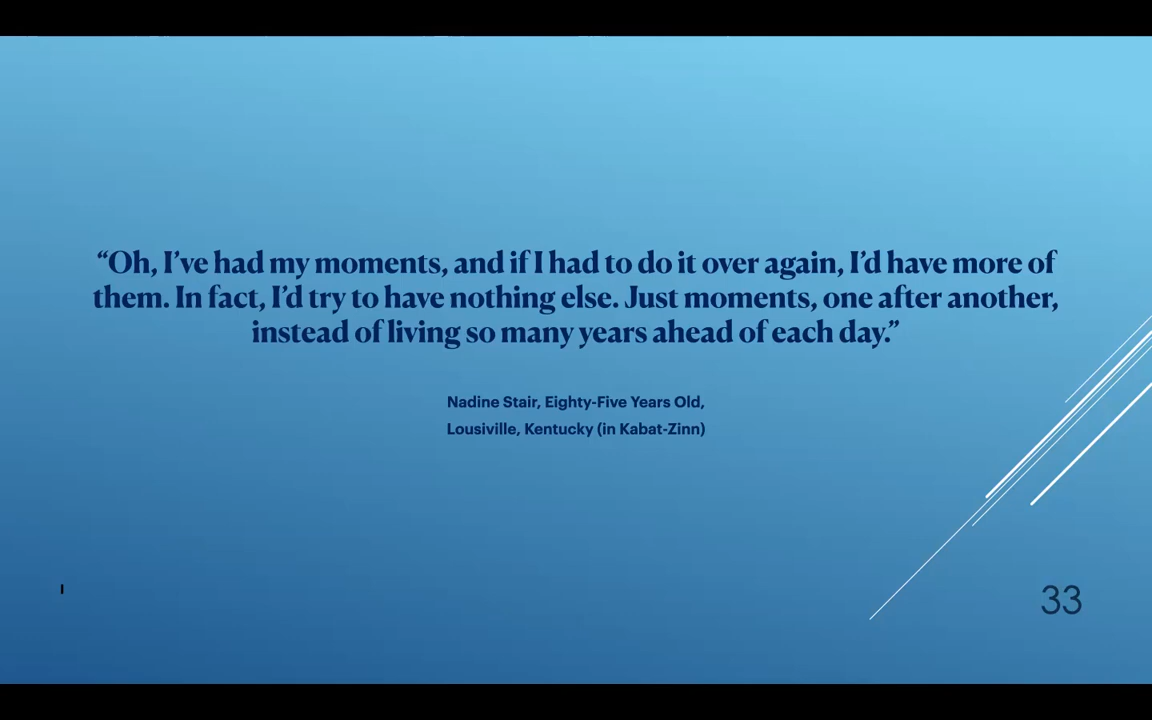 “Oh, I’ve had my moments, and if I had to do it over again, I’d have more of
them. In fact, I’d try to have nothing else. Just moments, one after another,
instead of living so many years ahead of each day.”
Nadine Stair, Eighty-Five Years Old,
Lousiville, Kentucky (in Kabat-Zinn)
33